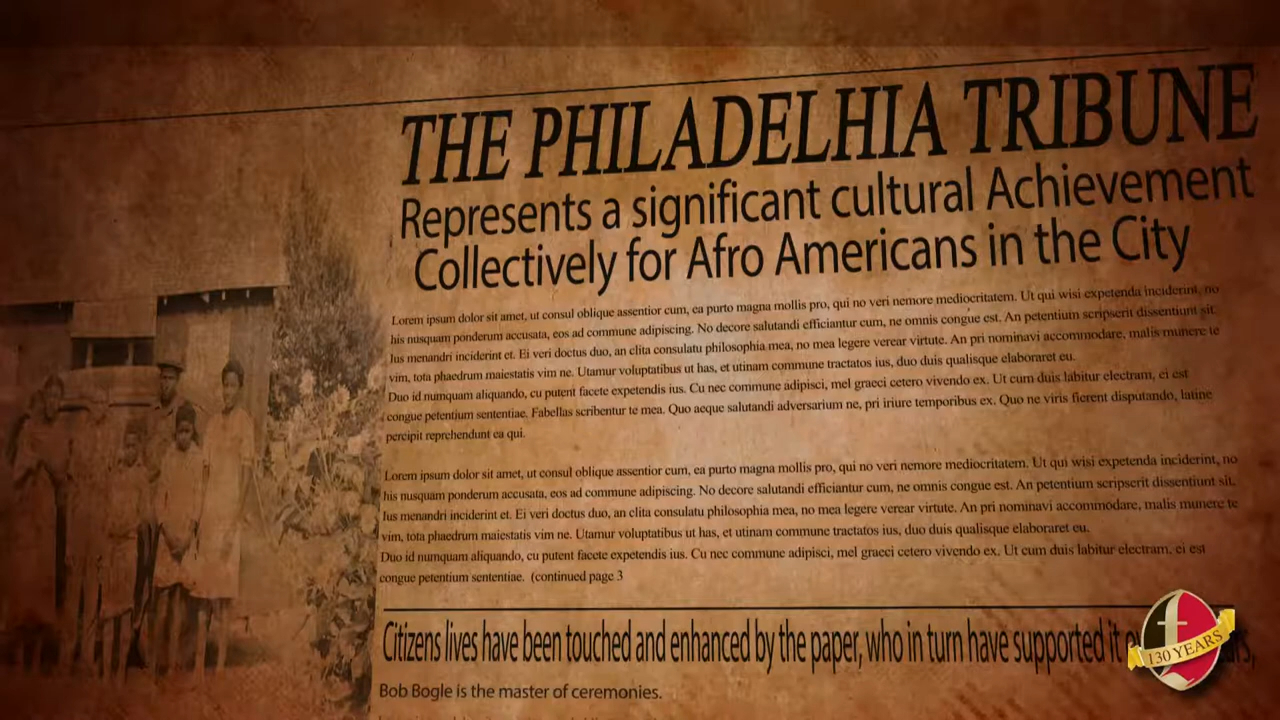 THE PHILADELHIA TRIBUNE
Represents a significant cultural Achievement
Collectively for Afro Americans in the City
Lorem ipsum dolor sit amet, ut consul oblique assentior cum, ea purto magna mollis pro, qui no veri nemore mediocritatem. Ut qui wisi expetenda inciderint, no
his nusquam ponderum accusata, eos ad commune adipiscing. No decore salutandi efficiantur cum, ne omnis congue est. An petentium scripserit dissentiunt sit.
Ius menandri inciderint et. Ei veri doctus duo, an clita consulatu philosophia mea, no mea legere verear virtute. An pri nominavi accommodare, malis munere te
vim, tota phaedrum maiestatis vim ne. Utamur voluptatibus ut has, et utinam commune tractatos ius, duo duis qualisque elaboraret eu.
Duo id numquam aliquando, cu putent facete expetendis ius. Cu nec commune adipisci, mel graeci cetero vivendo ex. Ut cum duis labitur electram, ei est
congue petentium sententiae. Fabellas scribentur te mea. Quo aeque salutandi adversarium ne, pri iriure temporibus ex. Quo ne viris fierent disputando, latine
percipit reprehendunt ea qui.
Lorem ipsum dolor sit amet, ut consul oblique assentior cum, ea purto magna mollis pro, qui no veri nemore mediocritatem. Ut qui wisi expetenda inciderint, no
his nusquam ponderum accusata, eos ad commune adipiscing. No decore salutandi efficiantur cum, ne omnis congue est. An petentium scripserit dissentiunt sit.
Ius menandri inciderint et. Ei veri doctus duo, an clita consulatu philosophia mea, no mea legere verear virtute. An pri nominavi accommodare, malis munere te
vim, tota phaedrum maiestatis vim ne. Utamur voluptatibus ut has, et utinam commune tractatos ius, duo duis qualisque elaboraret eu.
Duo id numquam aliquando, cu putent facete expetendis ius. Cu nec commune adipisci, mel graeci cetero vivendo ex. Ut cum duis labitur electram, ei est
congue petentium sententiae. (continued page 3
Citizens lives have been touched and enhanced by the paper, who in turn have supported it
130 YEARS
Bob Bogle is the master of ceremonies.